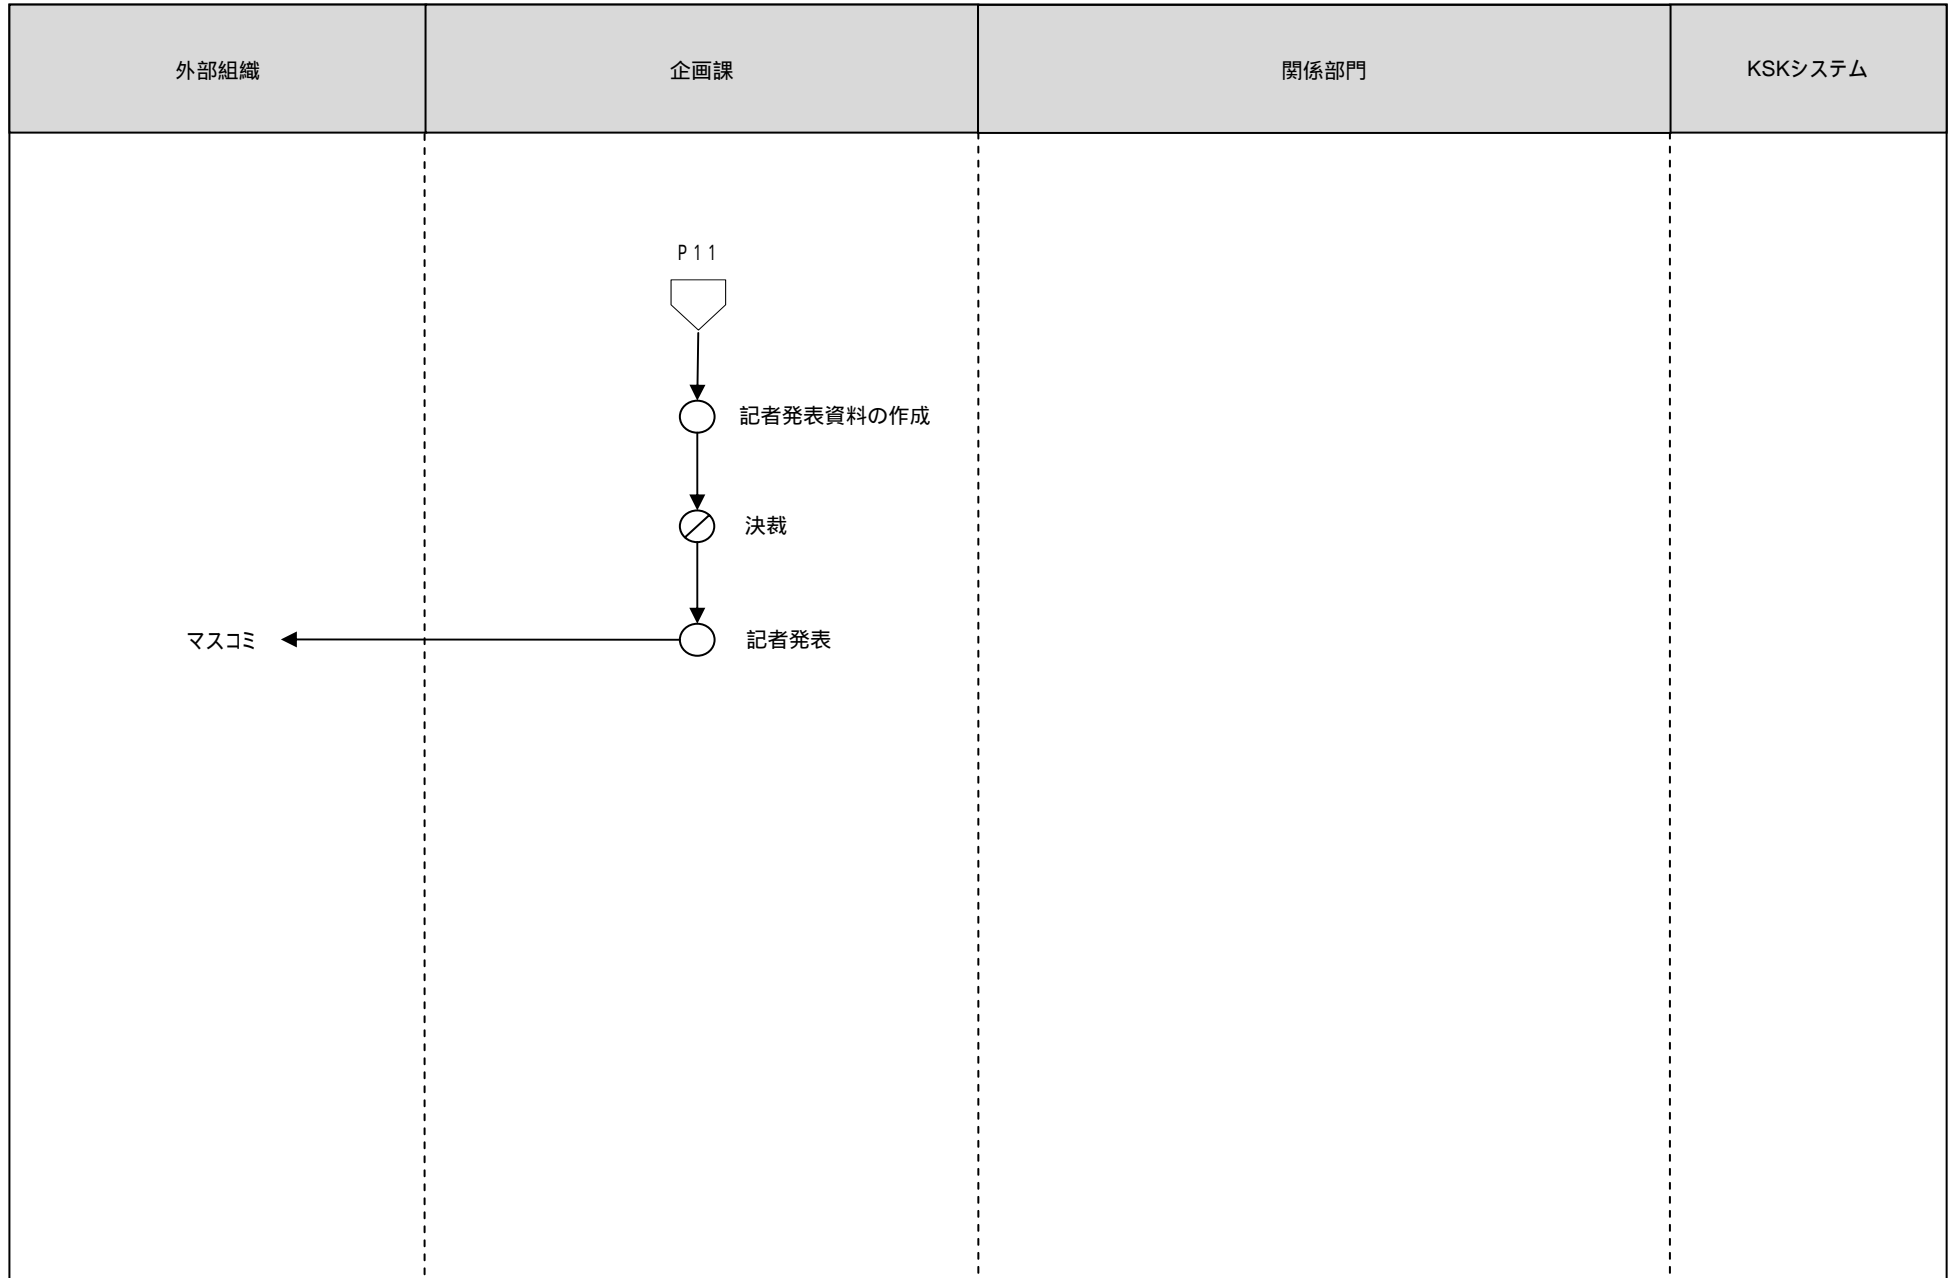 外部組織
企画課
関係部門
KSKシステム
Ｐ１１
記者発表資料の作成
決裁
マスコミ
記者発表